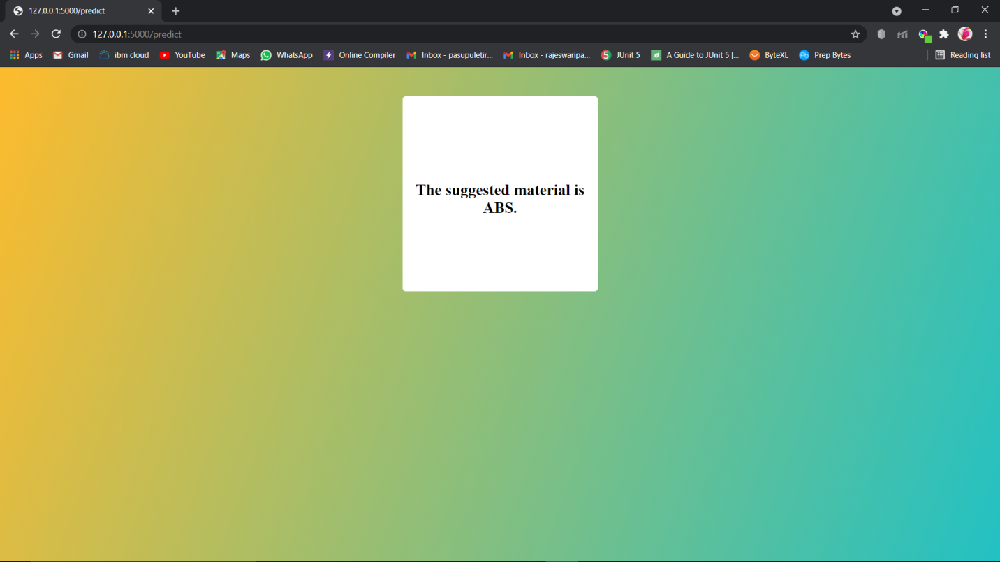 127.0.0.1:5000/predict
127.0.0.1:5000/predict
Apps Gmail ibm cloud YouTube Maps WhatsApp Online Compiler Inbox - pasupuletir... Inbox - rajeswaripa... 5 JUnit 5 A Guide to JUnit 5 |... ByteXL Pb Prep Bytes Reading list
The suggested material is
ABS.